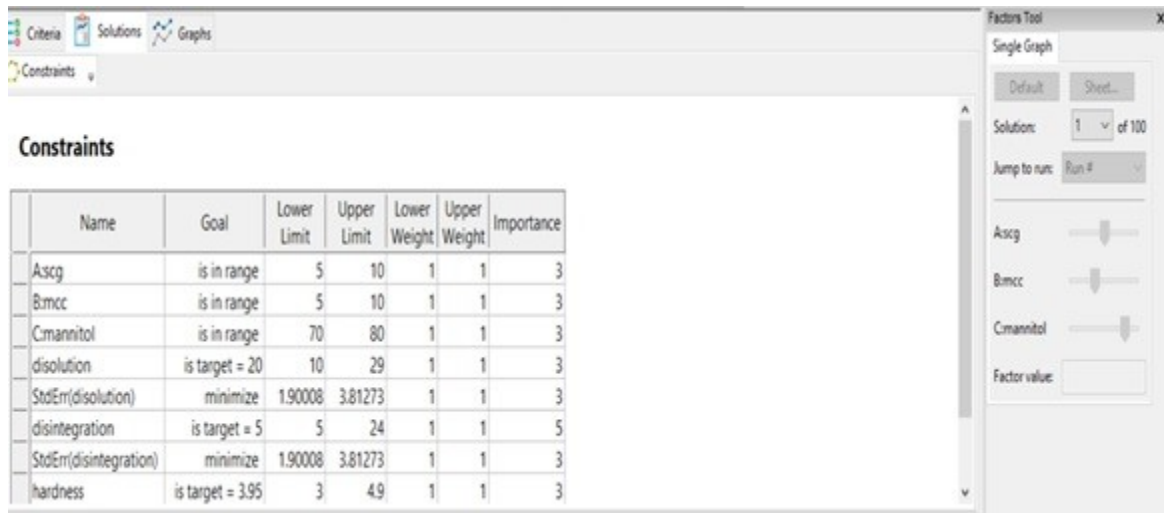 Criteria Solutions Graphs
Constraints
Constraints
Name Goal Lower Limit Upper Limit Lower Weight Upper Weight Importance
A:scg is in range 5 10 1 1 3
B:mcc is in range 5 10 1 1 3
C:mannitol is in range 70 80 1 1 3
disolution is target = 20 10 29 1 1 3
StdErr(disolution) minimize 1.90008 3.81273 1 1 3
disintegration is target = 5 5 24 1 1 5
StdErr(disintegration) minimize 1.90008 3.81273 1 1 3
hardness is target = 3.95 3 4.9 1 1 3
Factors Tool x
Single Graph
Default Sheet...
Solution: 1 of 100
Jump to run: Run #
A:scg
B:mcc
C:mannitol
Factor value: